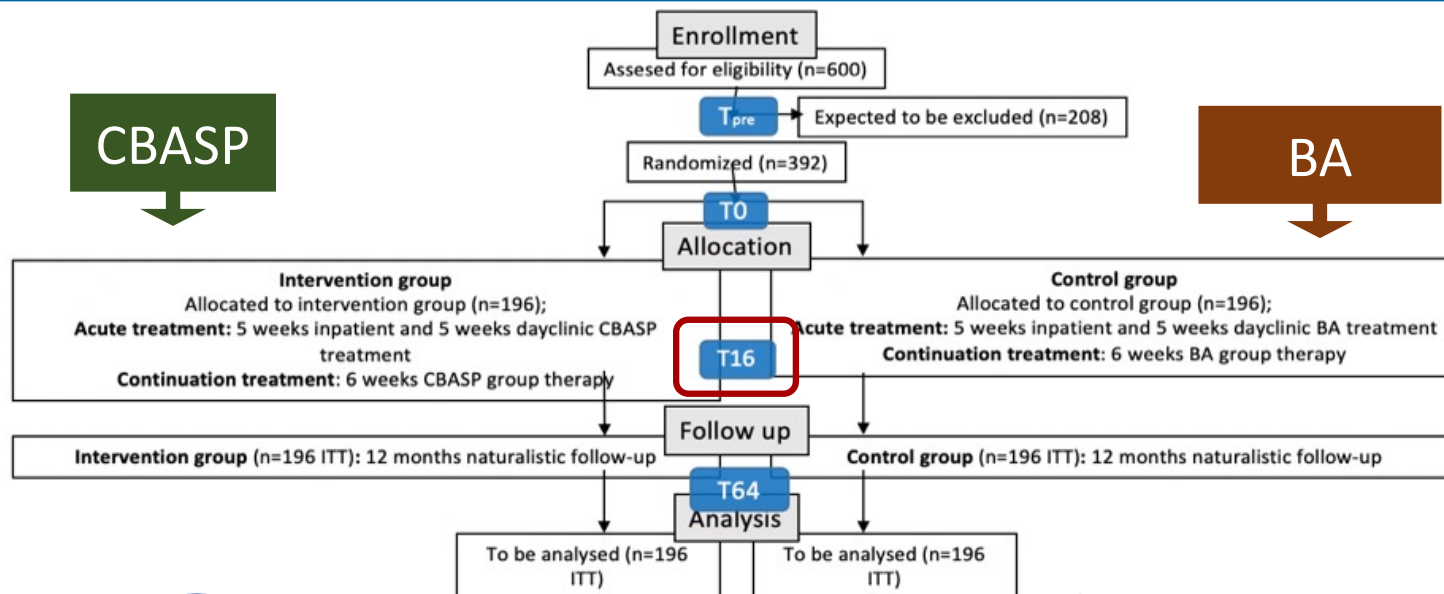 Enrollment
Assesed for eligibility (n=600)
Tpre
Expected to be excluded (n=208)
CBASP
BA
Randomized (n=392)
T0
Allocation
Intervention group
Allocated to intervention group (n=196);
Acute treatment: 5 weeks inpatient and 5 weeks dayclinic CBASP
treatment
Continuation treatment: 6 weeks CBASP group therapy
T16
Control group
Allocated to control group (n=196);
Acute treatment: 5 weeks inpatient and 5 weeks dayclinic BA treatment
Continuation treatment: 6 weeks BA group therapy
Follow up
Intervention group (n=196 ITT): 12 months naturalistic follow-up
Control group (n=196 ITT): 12 months naturalistic follow-up
T64
Analysis
To be analysed (n=196
ITT)
To be analysed (n=196
ITT)